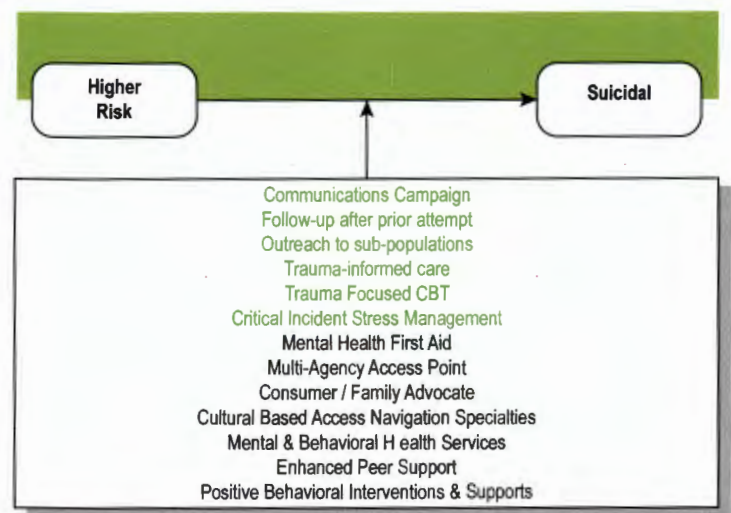 Higher
Risk
Suicidal
Communications Campaign
Follow-up after prior attempt
Outreach to sub-populations
Trauma-informed care
Trauma Focused CBT
Critical Incident Stress Management
Mental Health First Aid
Multi-Agency Access Point
Consumer / Family Advocate
Cultural Based Access Navigation Specialties
Mental & Behavioral H ealth Services
Enhanced Peer Support
Positive Behavioral Interventions & Supports